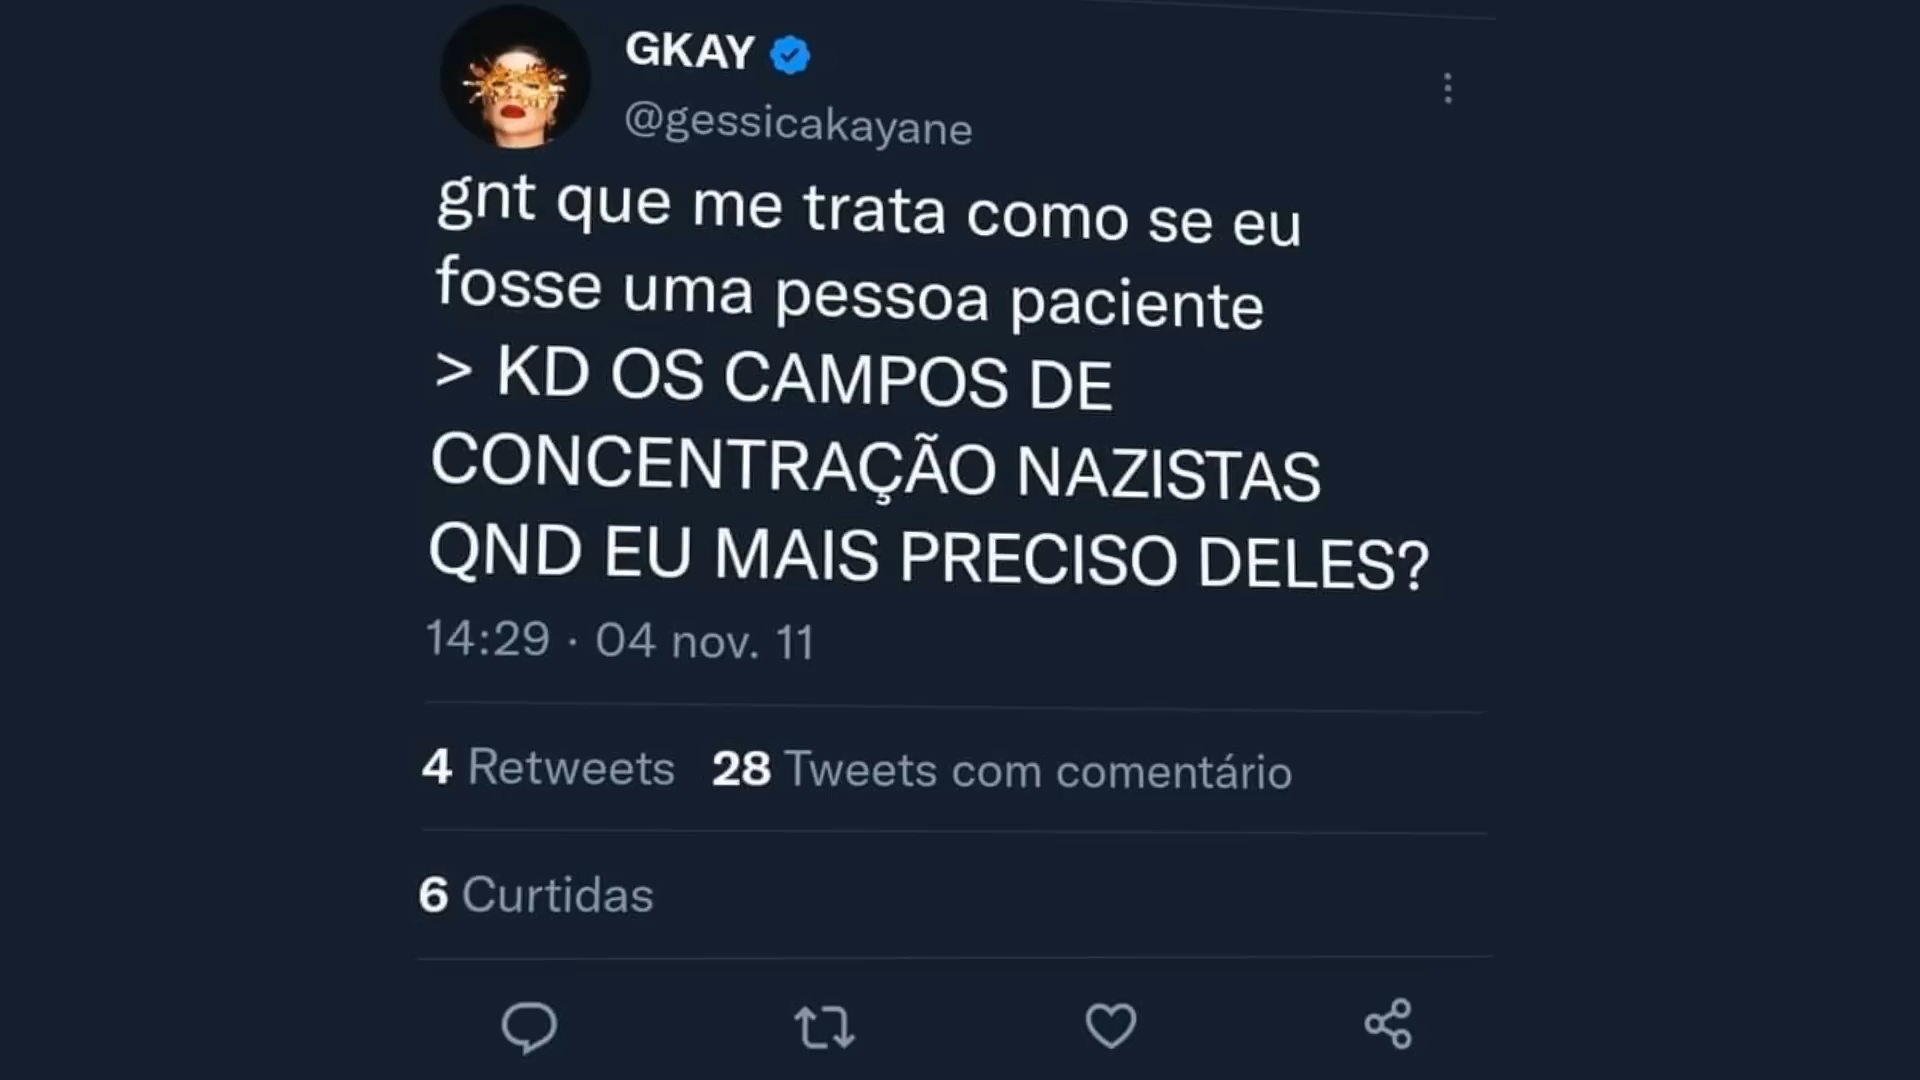 GKAY
@gessicakayane
gnt que me trata como se eu
fosse uma pessoa paciente
> KD OS CAMPOS DE
CONCENTRAÇÃO NAZISTAS
QND EU MAIS PRECISO DELES?
14:29 · 04 nov. 11
4 Retweets 28 Tweets com comentário
6 Curtidas